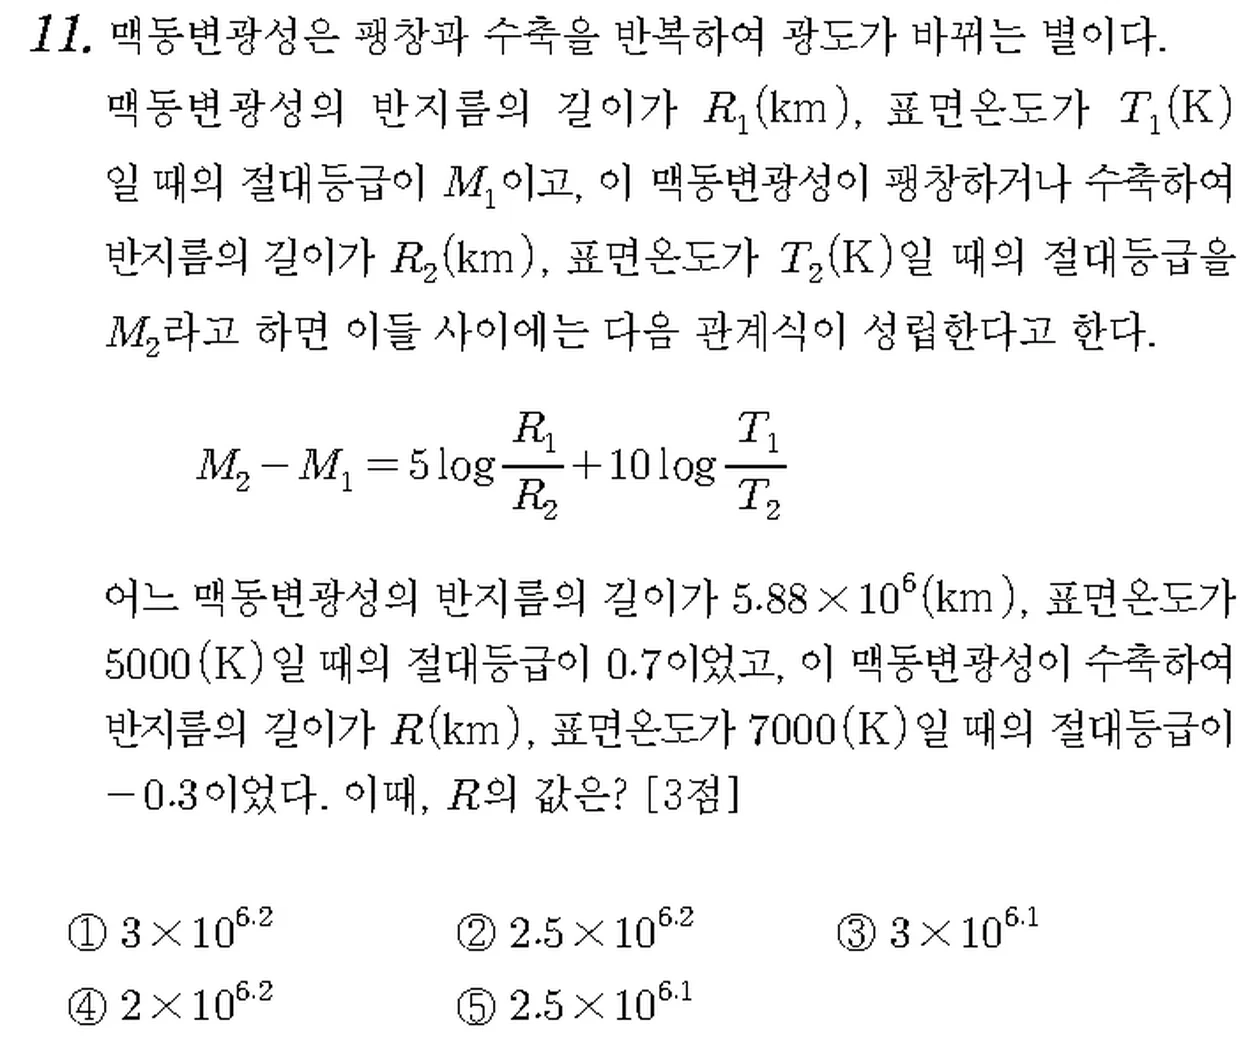 11. 맥동변광성은 팽창과 수축을 반복하여 광도가 바뀌는 별이다.
맥동변광성의 반지름의 길이가 R₁(km), 표면온도가 T₁(K)
일 때의 절대등급이 M₁이고, 이 맥동변광성이 팽창하거나 수축하여
반지름의 길이가 R₂(km), 표면온도가 T₂(K)일 때의 절대등급을
M₂라고 하면 이들 사이에는 다음 관계식이 성립한다고 한다.
M₂ − M₁ = 5 log R₁/R₂ + 10 log T₁/T₂
어느 맥동변광성의 반지름의 길이가 5.88×10⁶(km), 표면온도가
5000(K)일 때의 절대등급이 0.7이었고, 이 맥동변광성이 수축하여
반지름의 길이가 R(km), 표면온도가 7000(K)일 때의 절대등급이
−0.3이었다. 이때, R의 값은? [3점]
① 3×10^6.2 ② 2.5×10^6.2 ③ 3×10^6.1
④ 2×10^6.2 ⑤ 2.5×10^6.1